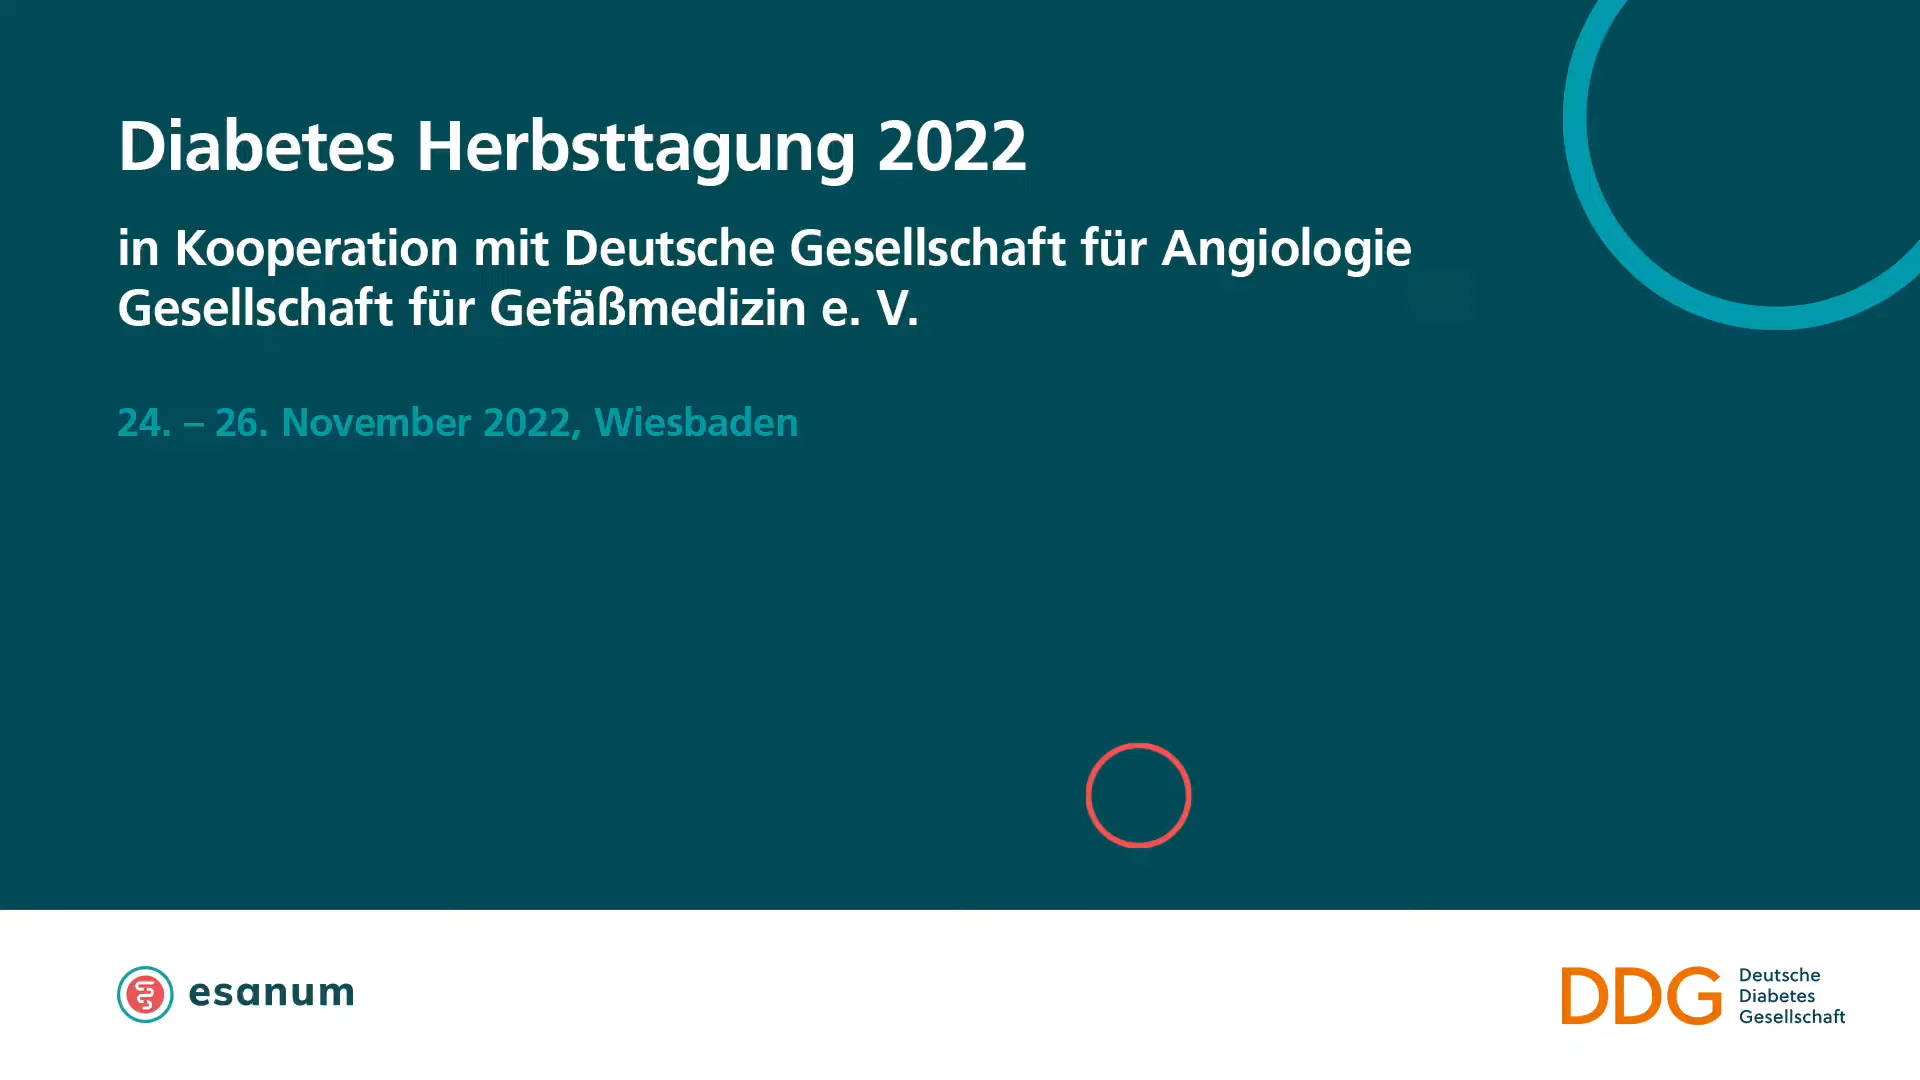 Diabetes Herbsttagung 2022
in Kooperation mit Deutsche Gesellschaft für Angiologie
Gesellschaft für Gefäßmedizin e. V.
24. – 26. November 2022, Wiesbaden
esanum
DDG
Deutsche
Diabetes
Gesellschaft